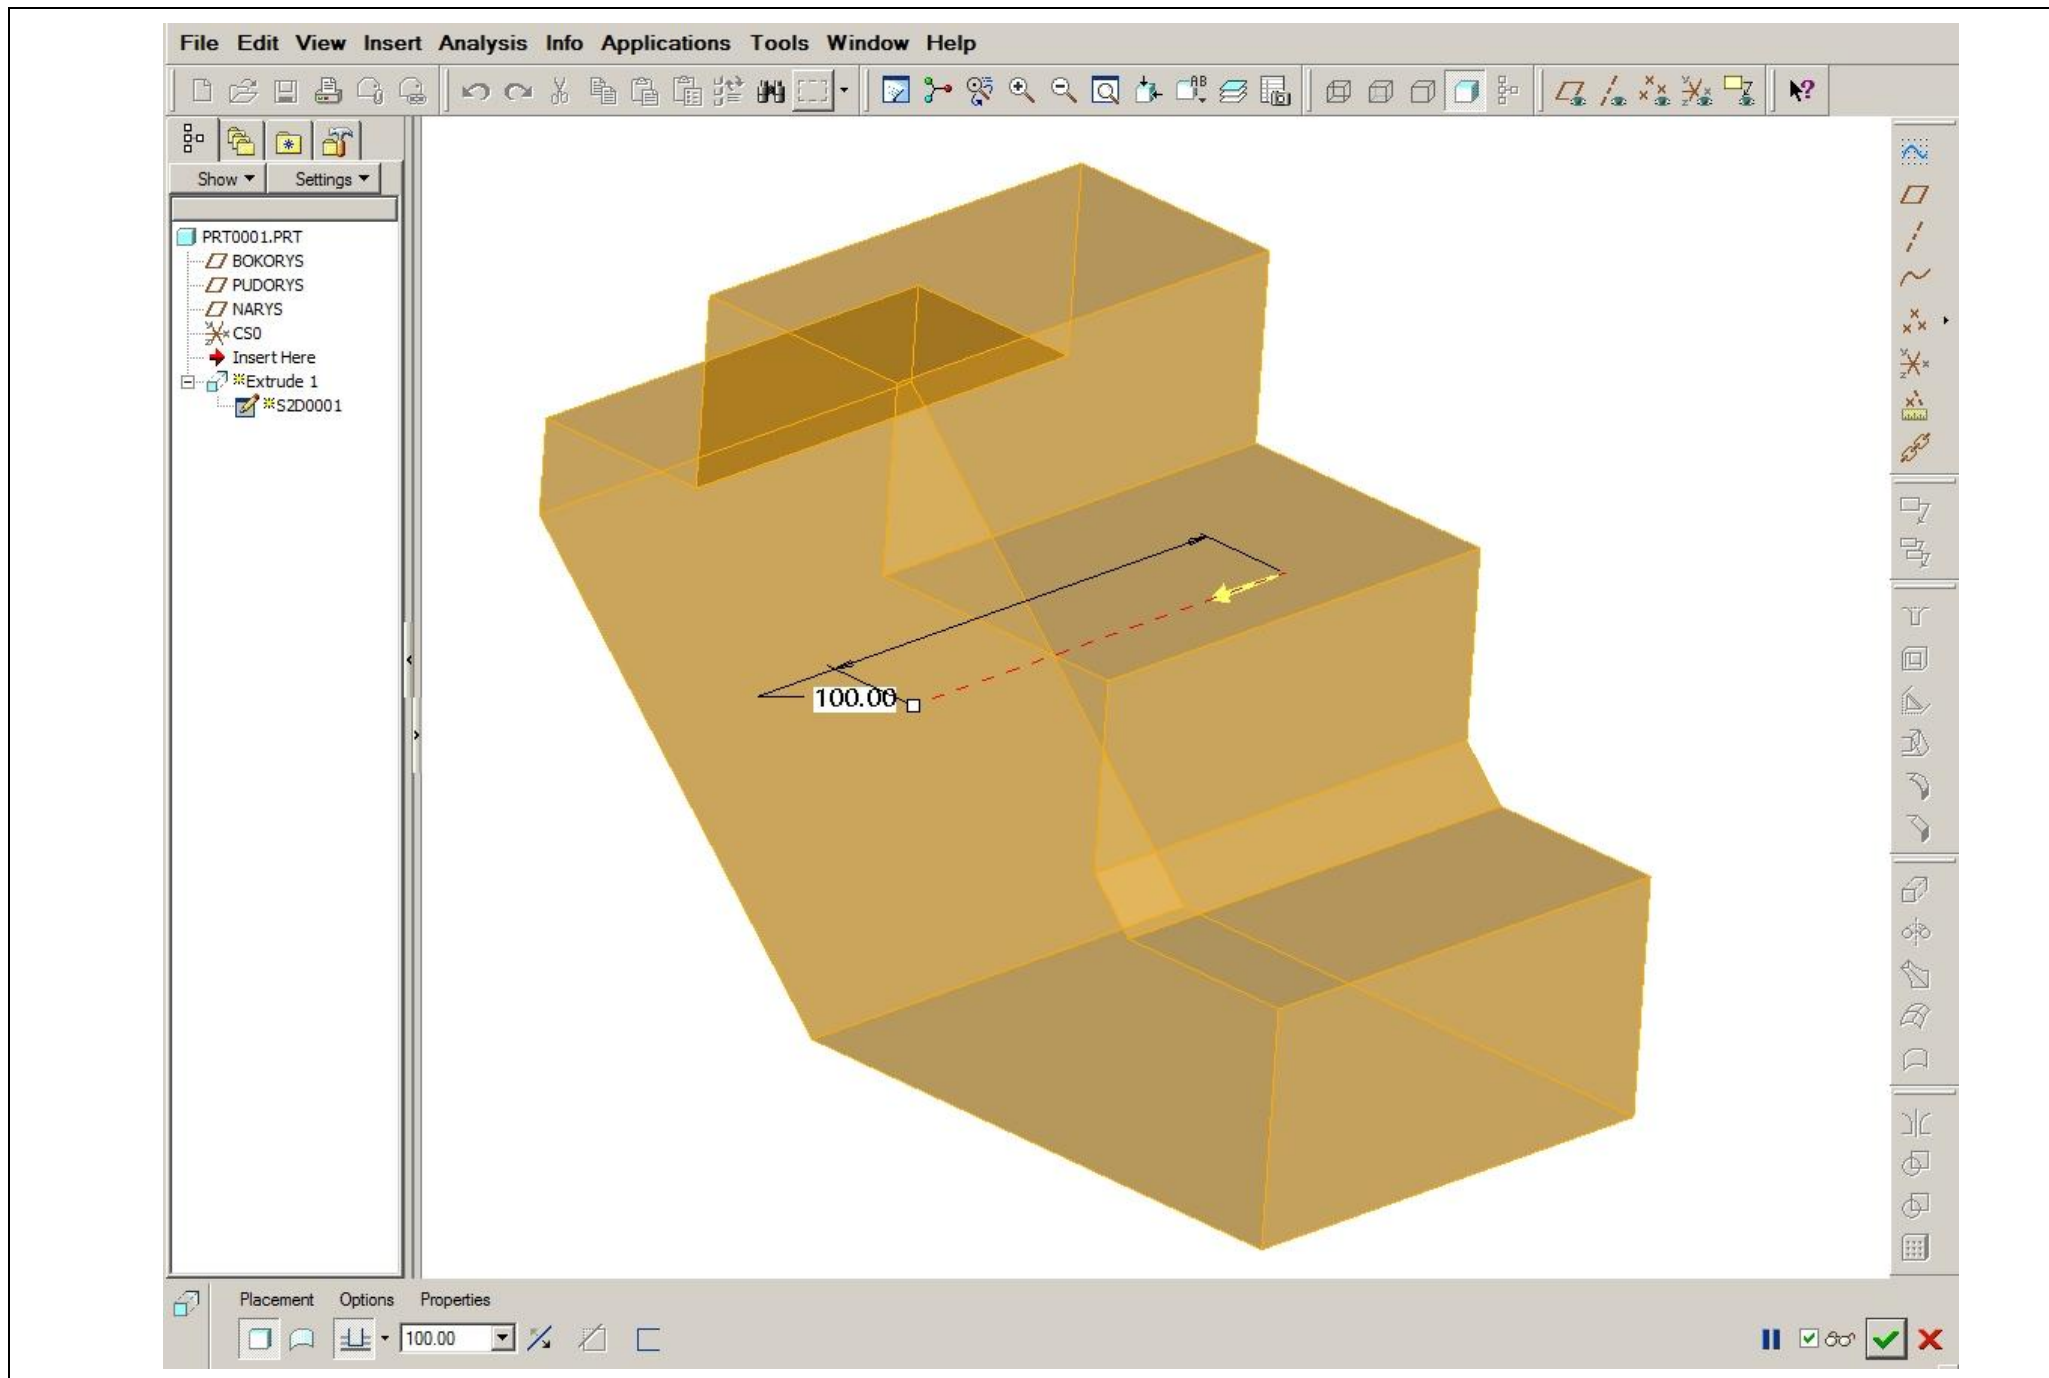 File Edit View Insert Analysis Info Applications Tools Window Help
Show Settings
PRT0001.PRT
BOKORYS
PUDORYS
NARYS
CS0
Insert Here
Extrude 1
S2D0001
100.00
Placement Options Properties
100.00